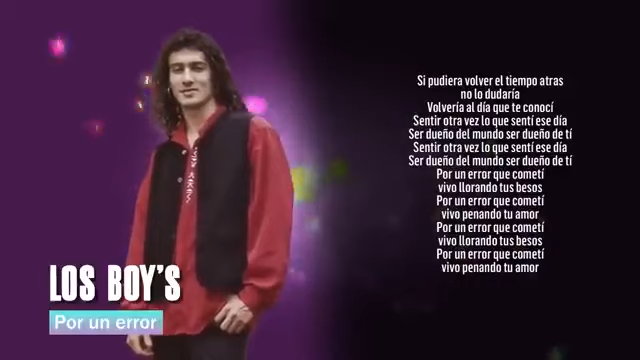 Si pudiera volver el tiempo atras
no lo dudaría
Volvería al día que te conocí
Sentir otra vez lo que sentí ese día
Ser dueño del mundo ser dueño de tí
Sentir otra vez lo que sentí ese día
Ser dueño del mundo ser dueño de tí
Por un error que cometí
vivo llorando tus besos
Por un error que cometí
vivo penando tu amor
Por un error que cometí
vivo llorando tus besos
Por un error que cometí
vivo penando tu amor
LOS BOY'S
Por un error